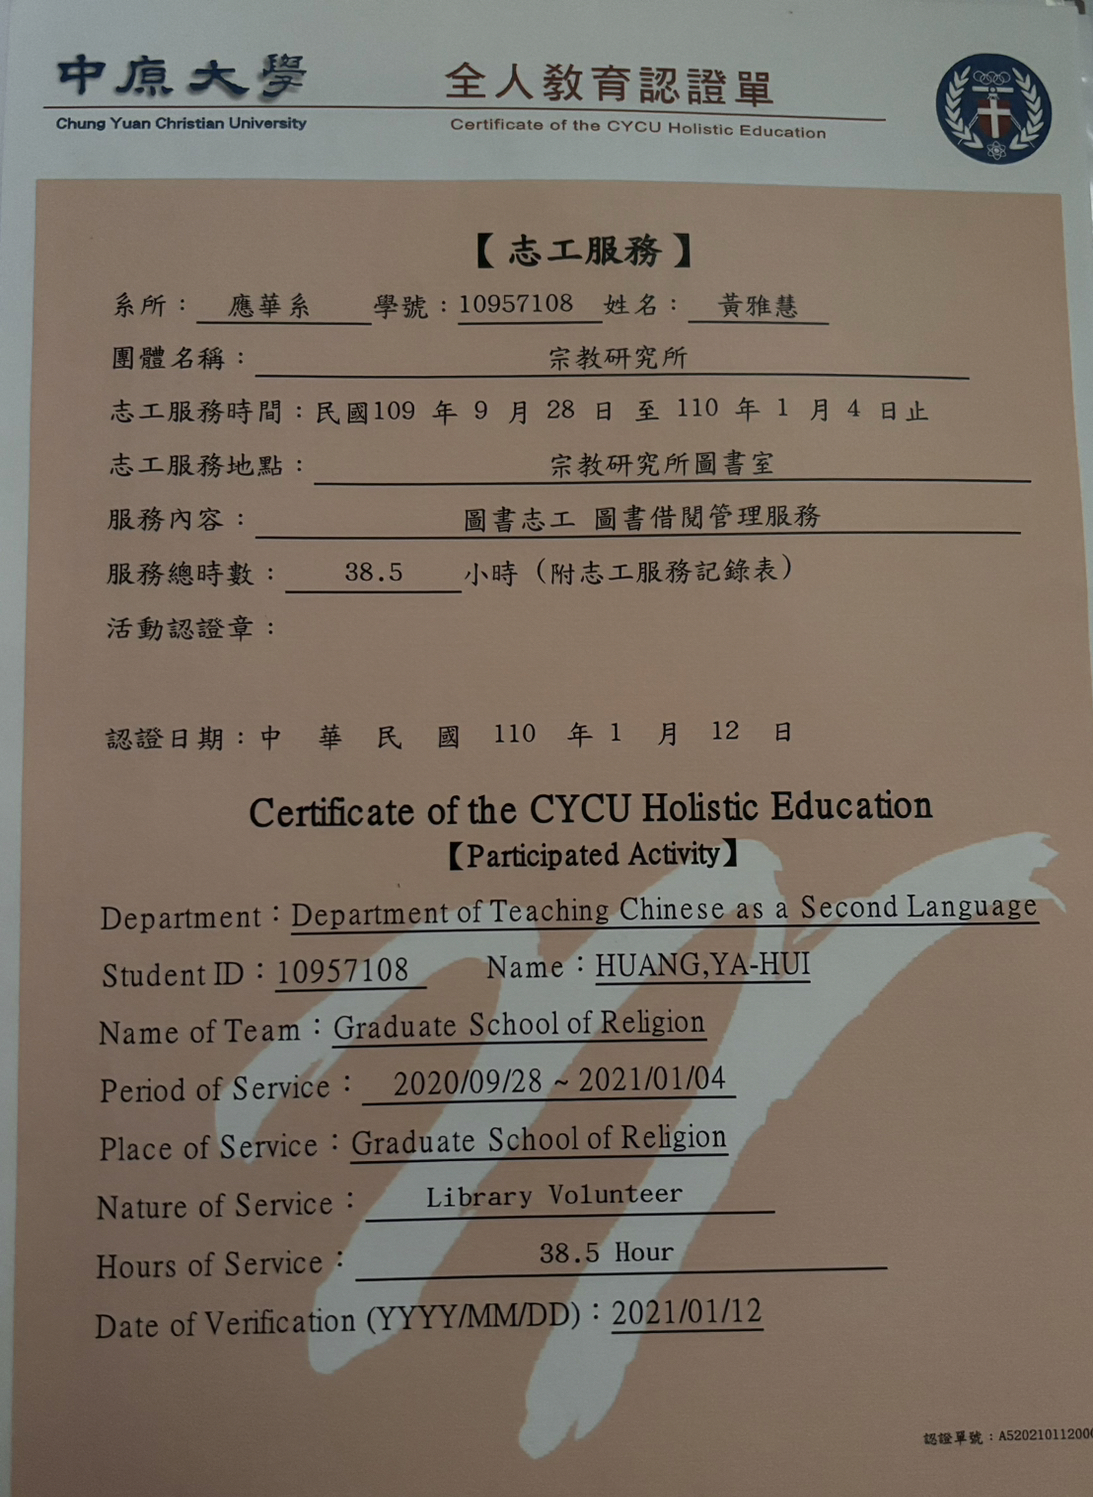 中原大學
全人教育認證單
Chung Yuan Christian University
Certificate of the CYCU Holistic Education
【志工服務】
系所：應華系 學號：10957108 姓名：黃雅慧
團體名稱：宗教研究所
志工服務時間：民國109 年 9 月 28 日 至 110 年 1 月 4 日止
志工服務地點：宗教研究所圖書室
服務內容：圖書志工 圖書借閱管理服務
服務總時數：38.5 小時（附志工服務記錄表）
活動認證章：
認證日期：中 華 民 國 110 年 1 月 12 日
Certificate of the CYCU Holistic Education
【Participated Activity】
Department：Department of Teaching Chinese as a Second Language
Student ID：10957108 Name：HUANG,YA-HUI
Name of Team：Graduate School of Religion
Period of Service： 2020/09/28 ~ 2021/01/04
Place of Service：Graduate School of Religion
Nature of Service： Library Volunteer
Hours of Service： 38.5 Hour
Date of Verification (YYYY/MM/DD)：2021/01/12
認證單號：A520210112000